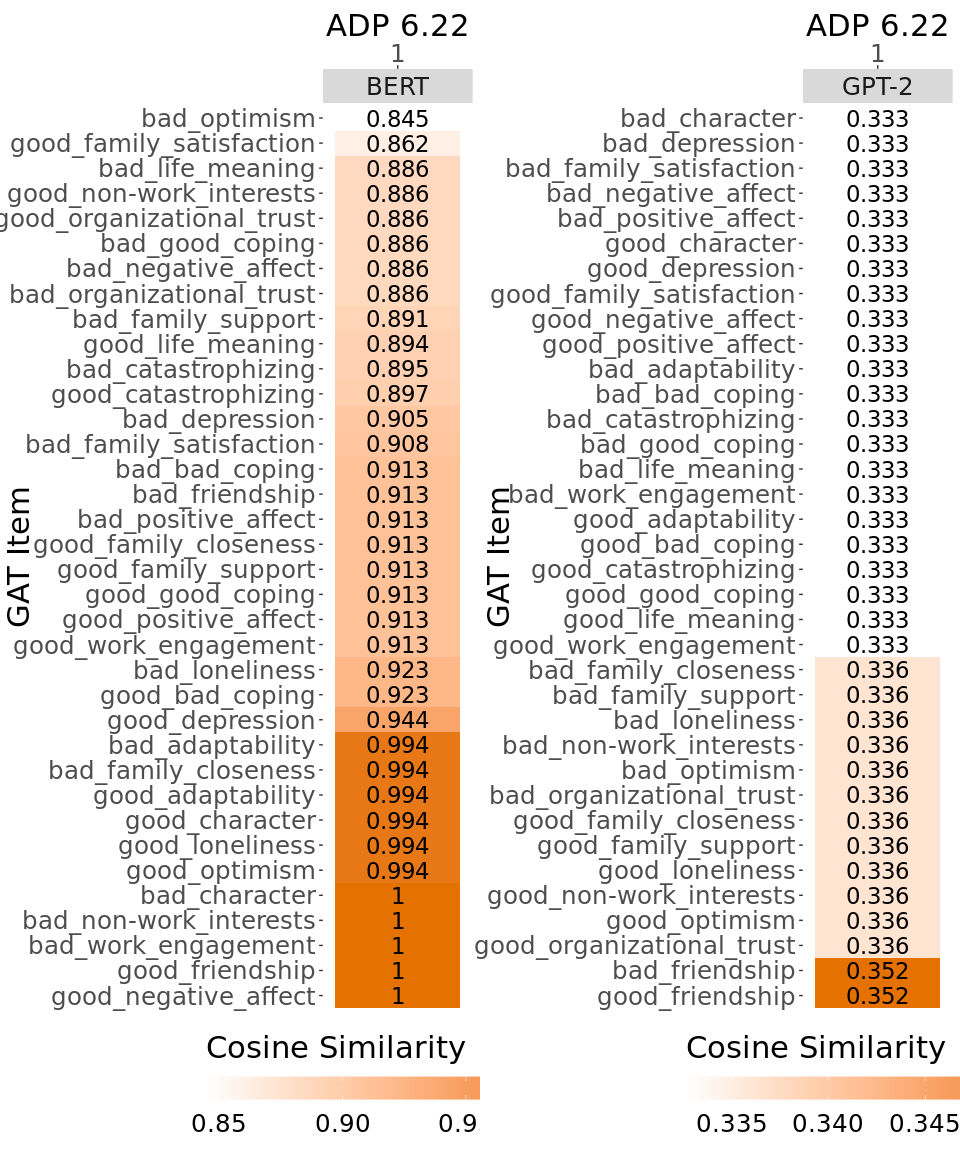 ADP 6.22
1
BERT
bad_optimism 0.845
good_family_satisfaction 0.862
bad_life_meaning 0.886
good_non-work_interests 0.886
good_organizational_trust 0.886
bad_good_coping 0.886
bad_negative_affect 0.886
bad_organizational_trust 0.886
bad_family_support 0.891
good_life_meaning 0.894
bad_catastrophizing 0.895
good_catastrophizing 0.897
bad_depression 0.905
bad_family_satisfaction 0.908
bad_bad_coping 0.913
bad_friendship 0.913
bad_positive_affect 0.913
good_family_closeness 0.913
good_family_support 0.913
good_good_coping 0.913
good_positive_affect 0.913
good_work_engagement 0.913
bad_loneliness 0.923
good_bad_coping 0.923
good_depression 0.944
bad_adaptability 0.994
bad_family_closeness 0.994
good_adaptability 0.994
good_character 0.994
good_loneliness 0.994
good_optimism 0.994
bad_character 1
bad_non-work_interests 1
bad_work_engagement 1
good_friendship 1
good_negative_affect 1
GAT Item
Cosine Similarity
0.85 0.90 0.9
ADP 6.22
1
GPT-2
bad_character 0.333
bad_depression 0.333
bad_family_satisfaction 0.333
bad_negative_affect 0.333
bad_positive_affect 0.333
good_character 0.333
good_depression 0.333
good_family_satisfaction 0.333
good_negative_affect 0.333
good_positive_affect 0.333
bad_adaptability 0.333
bad_bad_coping 0.333
bad_catastrophizing 0.333
bad_good_coping 0.333
bad_life_meaning 0.333
bad_work_engagement 0.333
good_adaptability 0.333
good_bad_coping 0.333
good_catastrophizing 0.333
good_good_coping 0.333
good_life_meaning 0.333
good_work_engagement 0.333
bad_family_closeness 0.336
bad_family_support 0.336
bad_loneliness 0.336
bad_non-work_interests 0.336
bad_optimism 0.336
bad_organizational_trust 0.336
good_family_closeness 0.336
good_family_support 0.336
good_loneliness 0.336
good_non-work_interests 0.336
good_optimism 0.336
good_organizational_trust 0.336
bad_friendship 0.352
good_friendship 0.352
GAT Item
Cosine Similarity
0.335 0.340 0.345